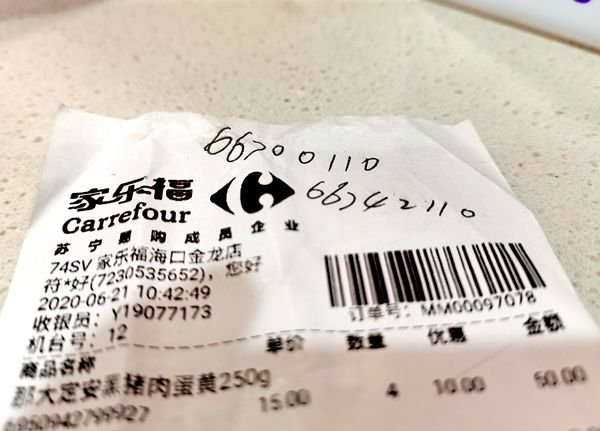 66700110
66742110
家乐福
Carrefour
苏宁易购成员企业
74SV 家乐福海口金龙店
符*好(7230535652)，您好
2020-06-21 10:42:49
收银员：Y19077173
机台号：12
订单号：MM00097078
商品名称 单价 数量 优惠 金额
那大定安黑猪肉蛋黄250g
15.00 4 10.00 50.00